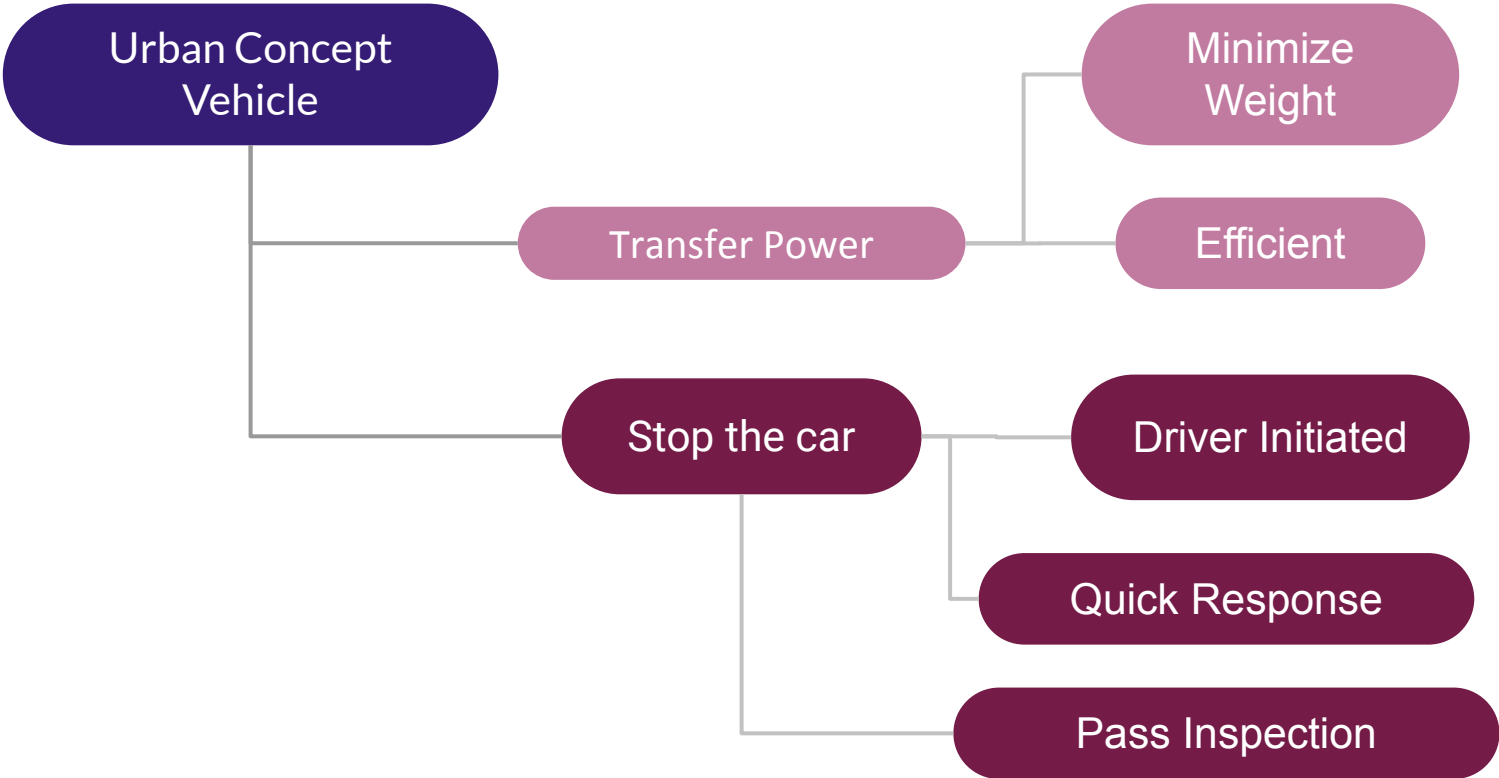 Urban Concept
Vehicle
Minimize
Weight
Transfer Power
Efficient
Stop the car
Driver Initiated
Quick Response
Pass Inspection